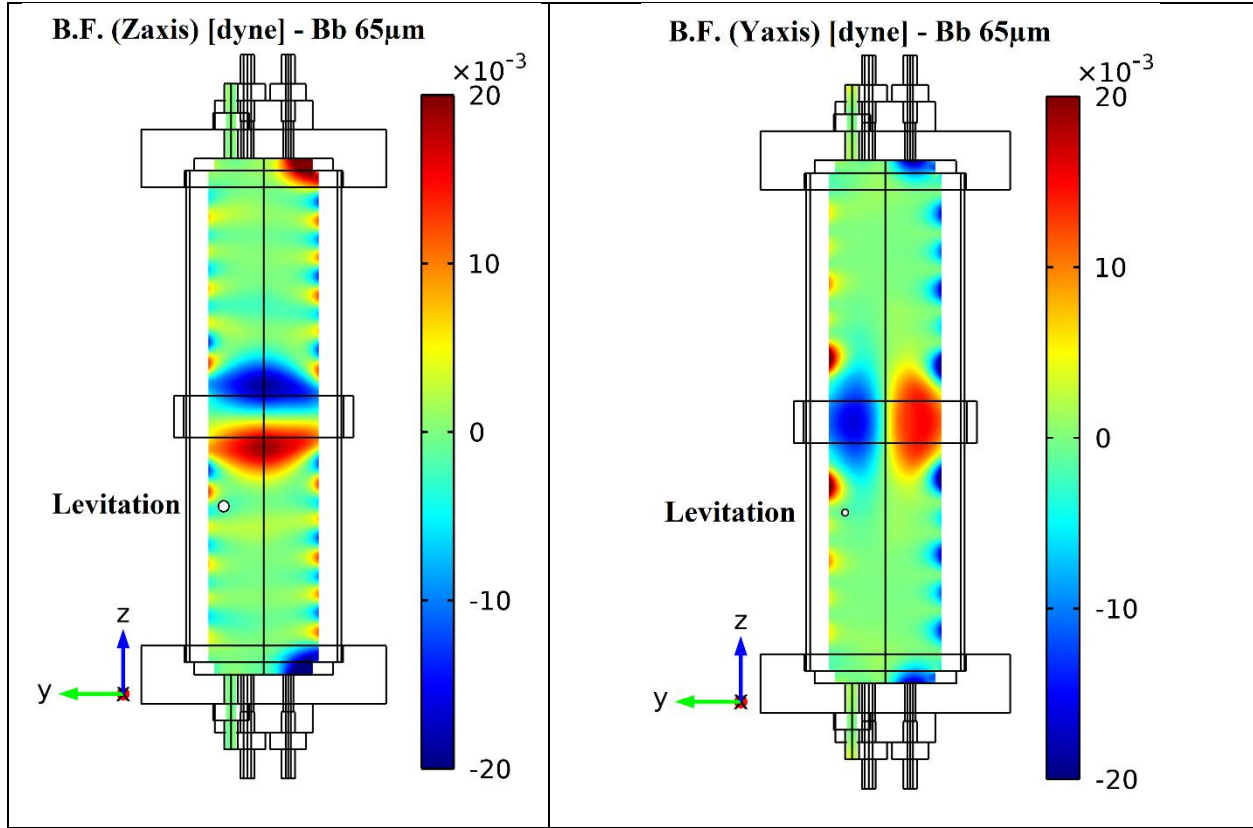 B.F. (Zaxis) [dyne] - Bb 65µm
×10⁻³
20
10
0
-10
-20
Levitation
z
y
x
B.F. (Yaxis) [dyne] - Bb 65µm
×10⁻³
20
10
0
-10
-20
Levitation
z
y
x